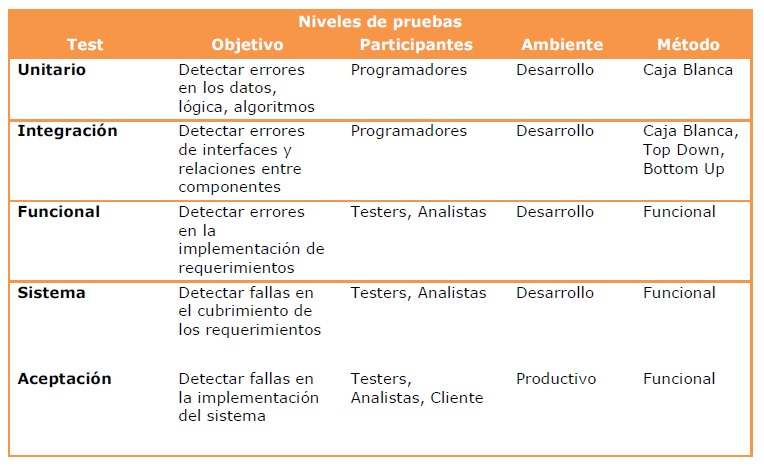 Niveles de pruebas
Test Objetivo Participantes Ambiente Método
Unitario Detectar errores Programadores Desarrollo Caja Blanca
en los datos,
lógica, algoritmos
Integración Detectar errores Programadores Desarrollo Caja Blanca,
de interfaces y Top Down,
relaciones entre Bottom Up
componentes
Funcional Detectar errores Testers, Analistas Desarrollo Funcional
en la
implementación de
requerimientos
Sistema Detectar fallas en Testers, Analistas Desarrollo Funcional
el cubrimiento de
los requerimientos
Aceptación Detectar fallas en Testers, Productivo Funcional
la implementación Analistas, Cliente
del sistema